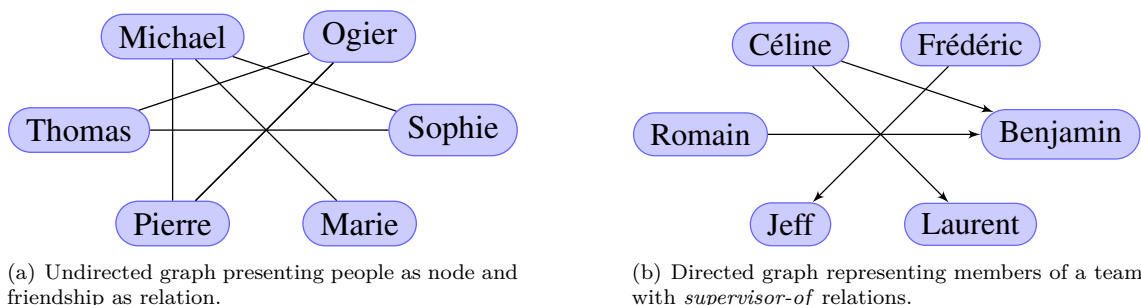 Michael
Ogier
Thomas
Sophie
Pierre
Marie
(a) Undirected graph presenting people as node and
friendship as relation.
Céline
Frédéric
Romain
Benjamin
Jeff
Laurent
(b) Directed graph representing members of a team
with supervisor-of relations.